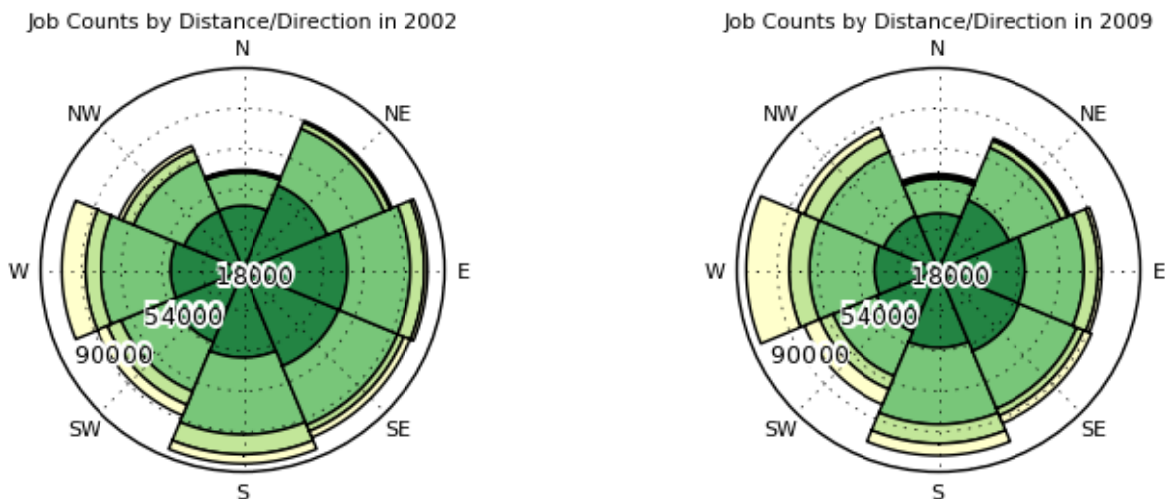 Job Counts by Distance/Direction in 2002
N
NW
NE
W
E
18000
54000
90000
SW
SE
S
Job Counts by Distance/Direction in 2009
N
NW
NE
W
E
18000
54000
90000
SW
SE
S